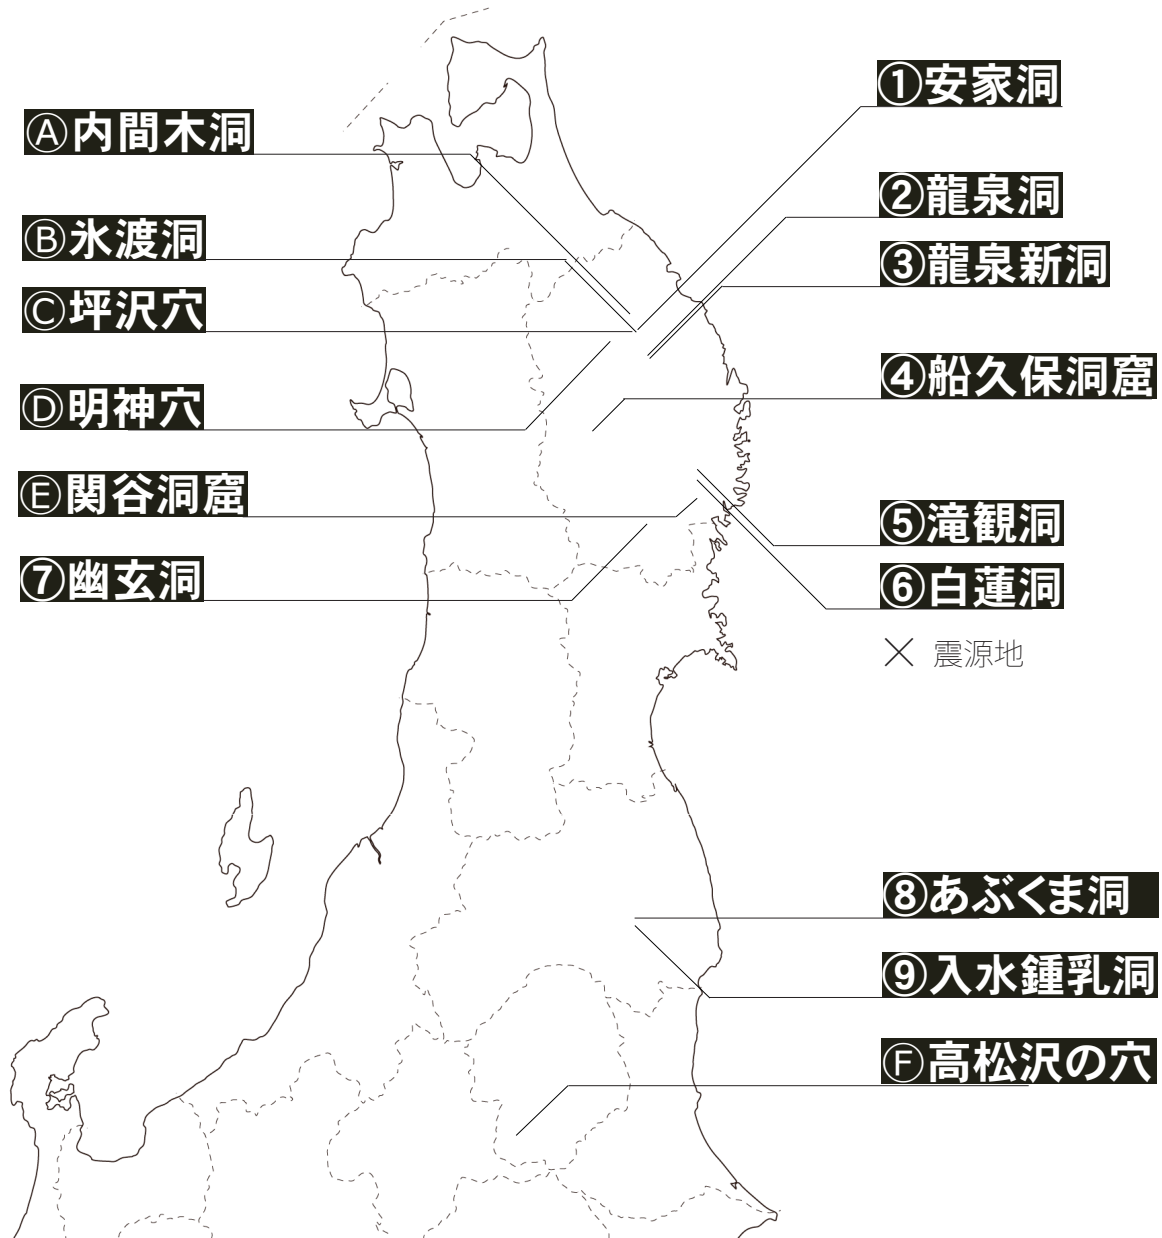 ①安家洞
Ⓐ内間木洞
②龍泉洞
Ⓑ氷渡洞
③龍泉新洞
Ⓒ坪沢穴
④船久保洞窟
Ⓓ明神穴
Ⓔ関谷洞窟
⑤滝観洞
⑦幽玄洞
⑥白蓮洞
× 震源地
⑧あぶくま洞
⑨入水鍾乳洞
Ⓕ高松沢の穴